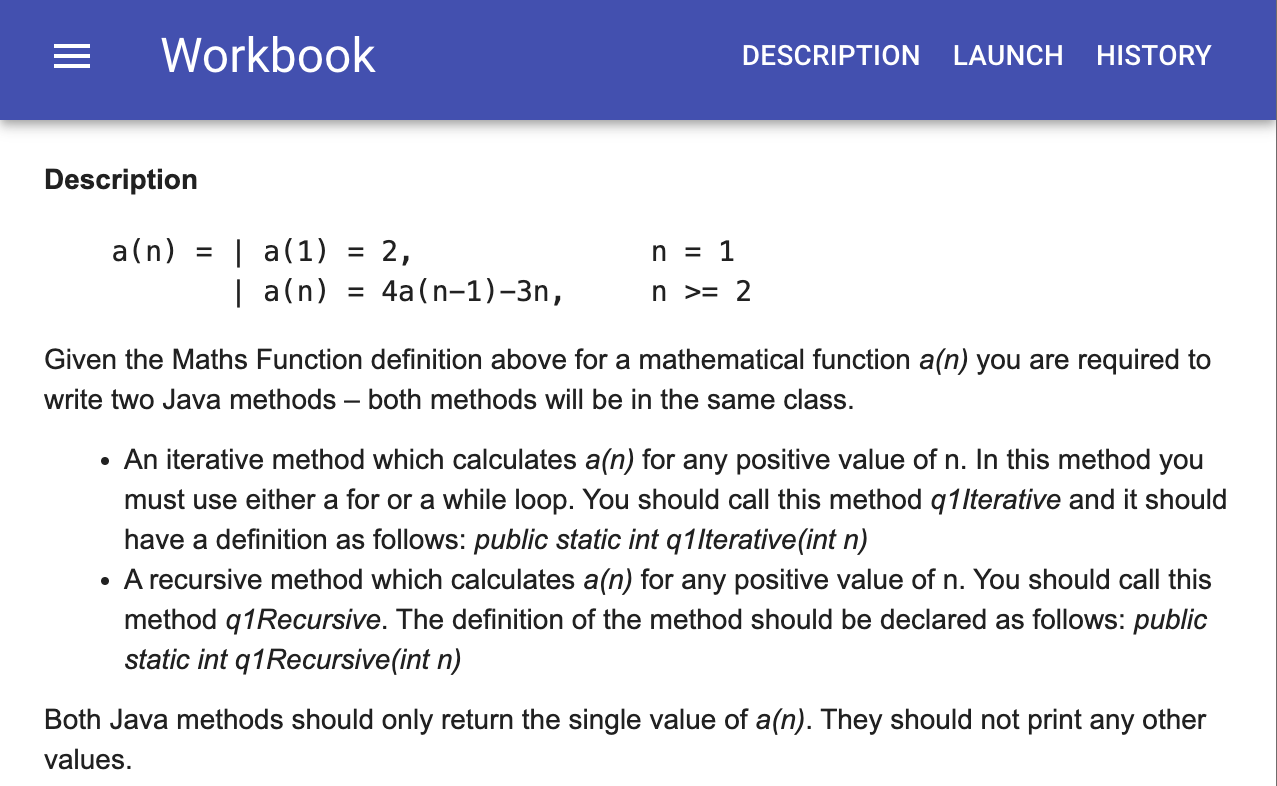 Workbook DESCRIPTION LAUNCH HISTORY
Description
a(n) = | a(1) = 2, n = 1
| a(n) = 4a(n-1)-3n, n >= 2
Given the Maths Function definition above for a mathematical function a(n) you are required to
write two Java methods – both methods will be in the same class.
• An iterative method which calculates a(n) for any positive value of n. In this method you
must use either a for or a while loop. You should call this method q1Iterative and it should
have a definition as follows: public static int q1Iterative(int n)
• A recursive method which calculates a(n) for any positive value of n. You should call this
method q1Recursive. The definition of the method should be declared as follows: public
static int q1Recursive(int n)
Both Java methods should only return the single value of a(n). They should not print any other
values.